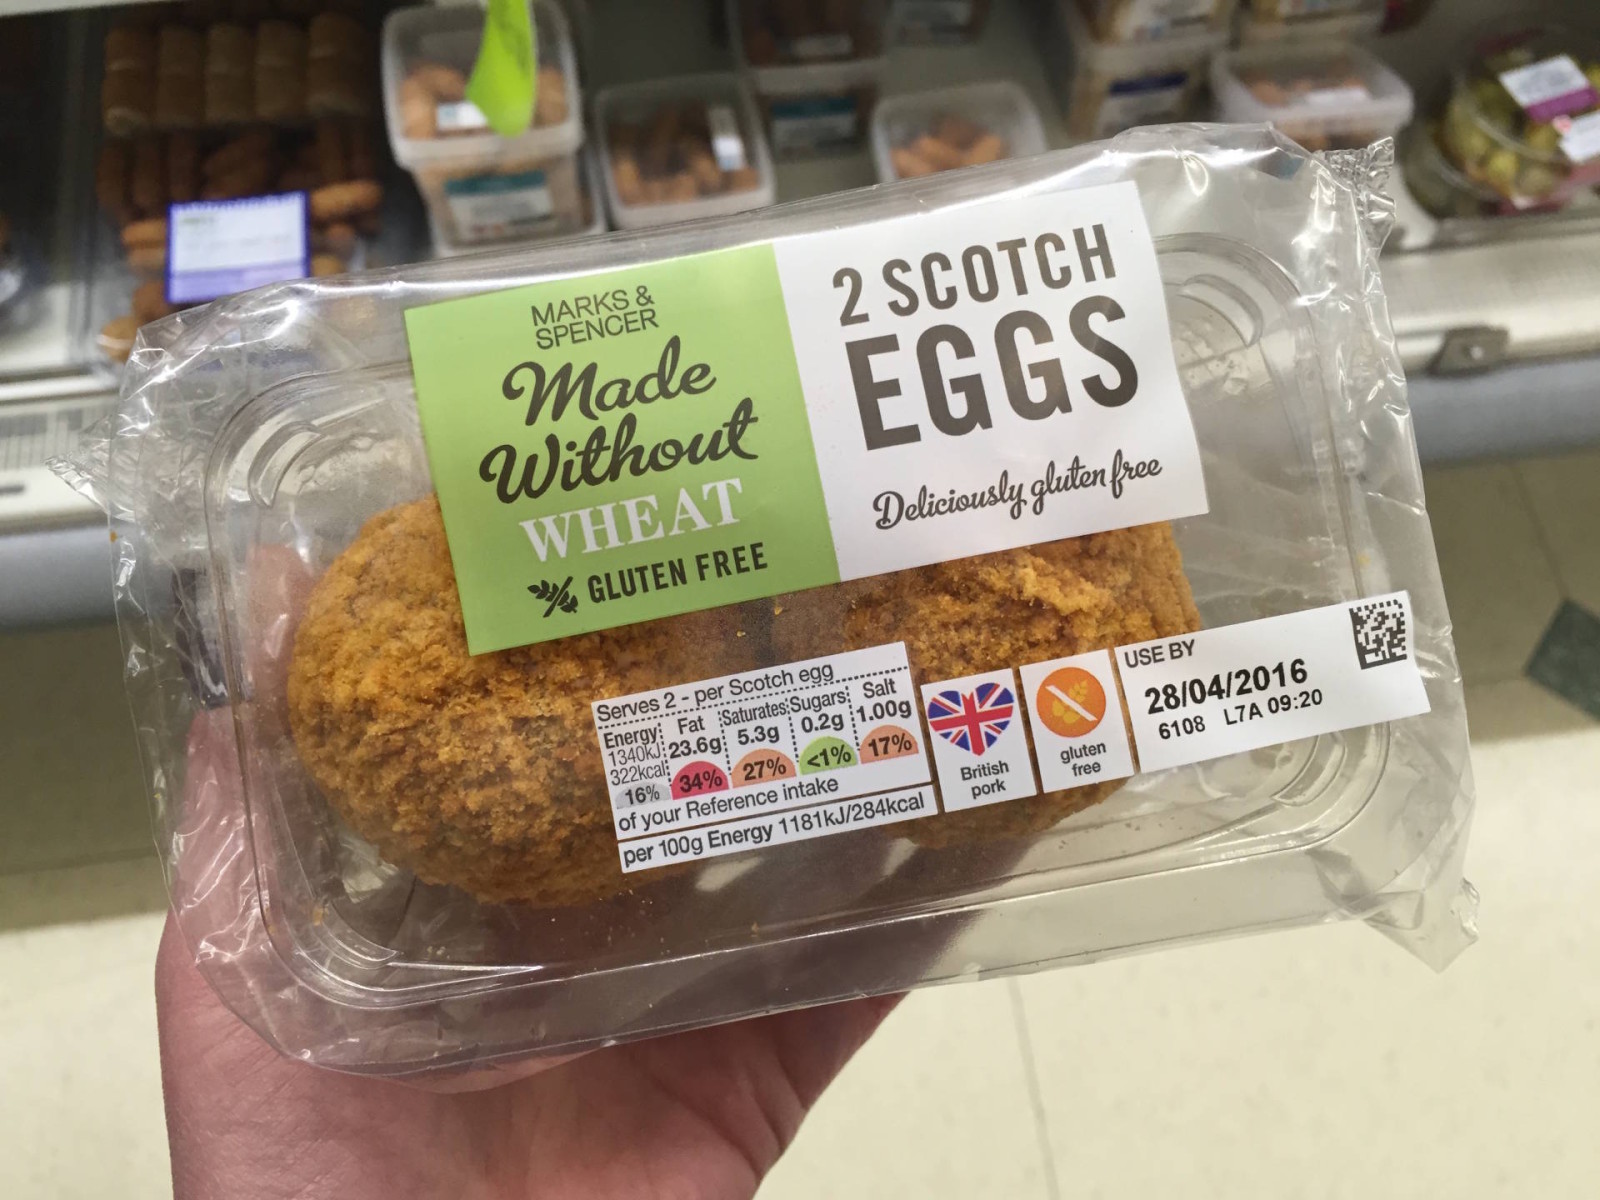 MARKS &
SPENCER
Made
Without
WHEAT
GLUTEN FREE
2 SCOTCH
EGGS
Deliciously gluten free
Serves 2 - per Scotch egg
Energy 1340kJ 322kcal 16%
Fat 23.6g 34%
Saturates 5.3g 27%
Sugars 0.2g <1%
Salt 1.00g 17%
of your Reference intake
per 100g Energy 1181kJ/284kcal
British
pork
gluten
free
USE BY
28/04/2016
6108 L7A 09:20